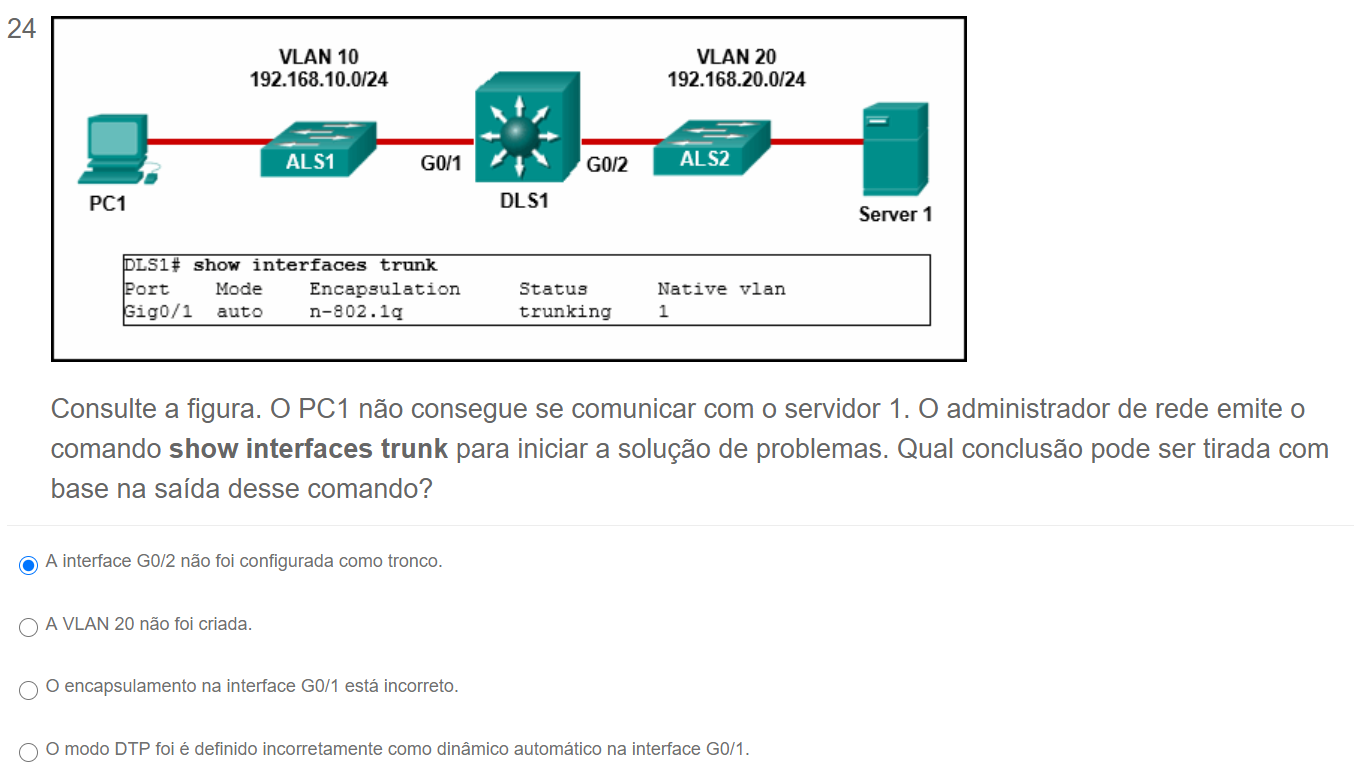 24
VLAN 10
192.168.10.0/24
VLAN 20
192.168.20.0/24
ALS1
G0/1
G0/2
ALS2
PC1
DLS1
Server 1
DLS1# show interfaces trunk
Port Mode Encapsulation Status Native vlan
Gig0/1 auto n-802.1q trunking 1
Consulte a figura. O PC1 não consegue se comunicar com o servidor 1. O administrador de rede emite o
comando show interfaces trunk para iniciar a solução de problemas. Qual conclusão pode ser tirada com
base na saída desse comando?
A interface G0/2 não foi configurada como tronco.
A VLAN 20 não foi criada.
O encapsulamento na interface G0/1 está incorreto.
O modo DTP foi é definido incorretamente como dinâmico automático na interface G0/1.